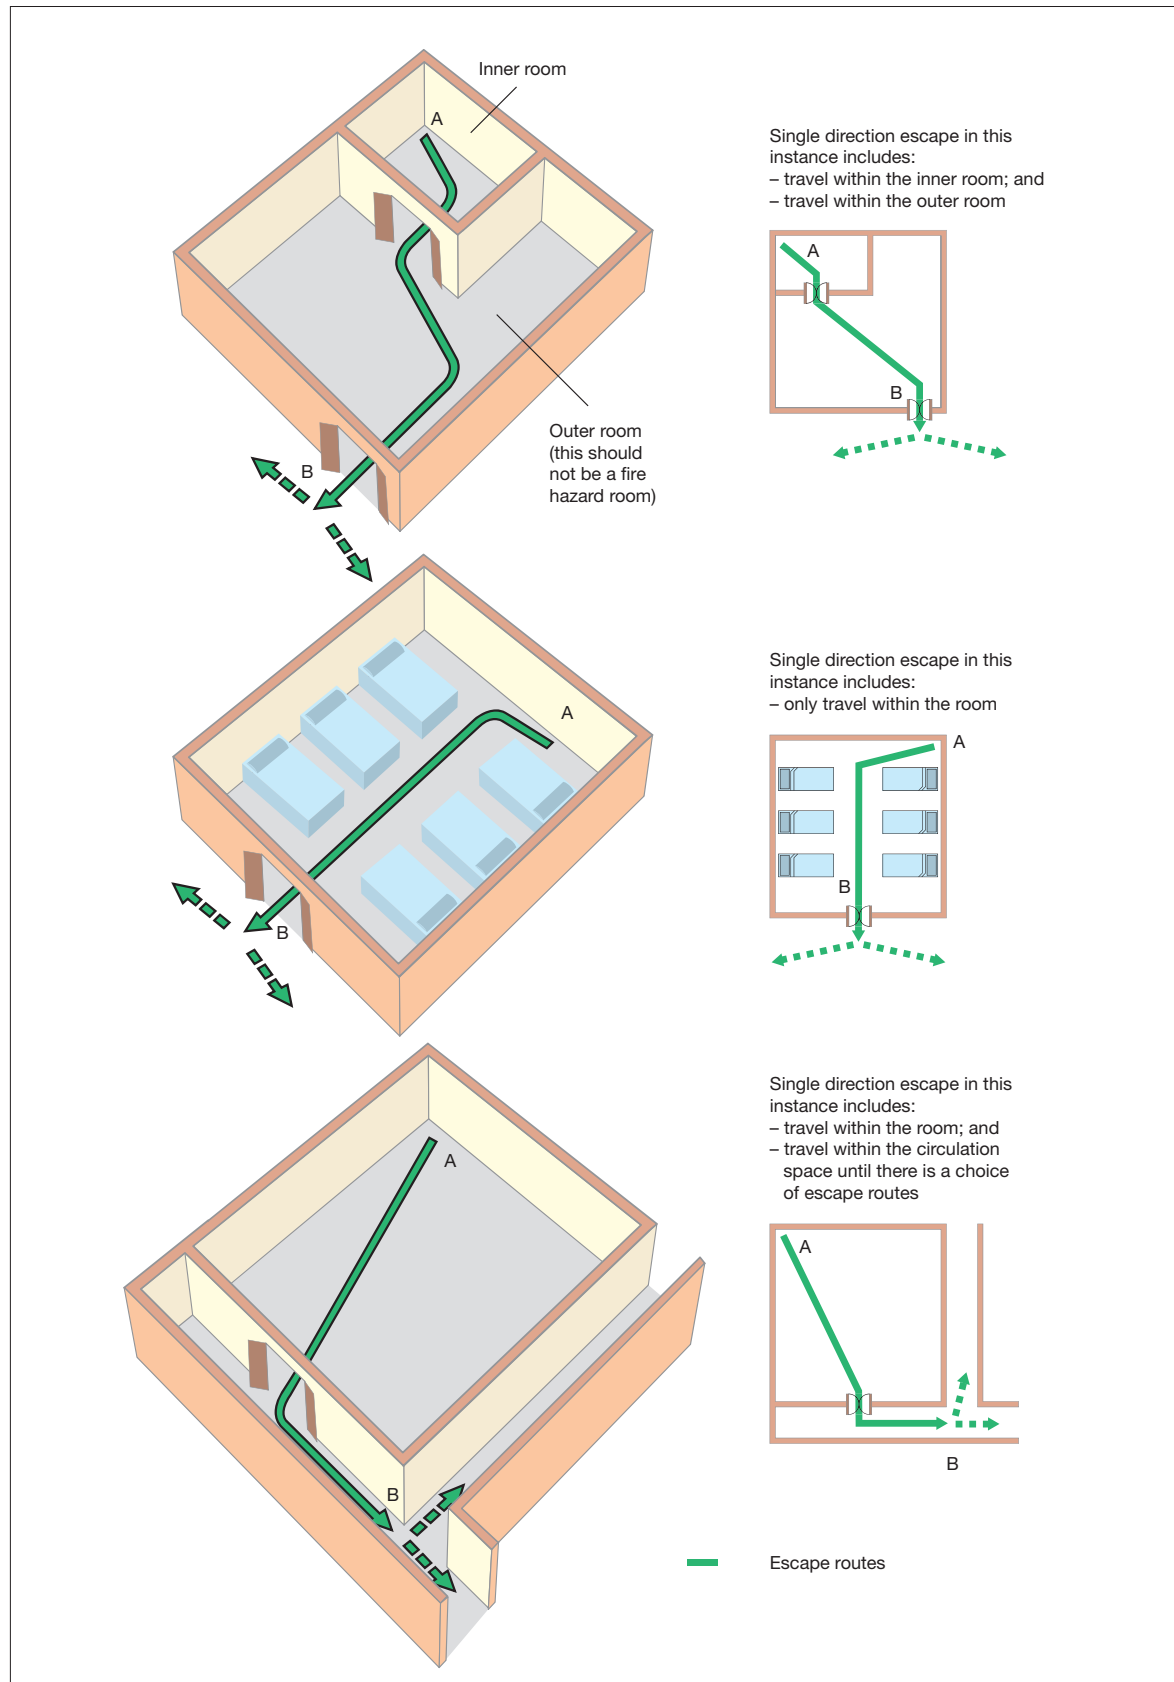 Inner room
A
Single direction escape in this
instance includes:
– travel within the inner room; and
– travel within the outer room
A
B
B
Outer room
(this should
not be a fire
hazard room)
Single direction escape in this
instance includes:
– only travel within the room
A
B
A
B
Single direction escape in this
instance includes:
– travel within the room; and
– travel within the circulation
space until there is a choice
of escape routes
A
B
A
B
Escape routes